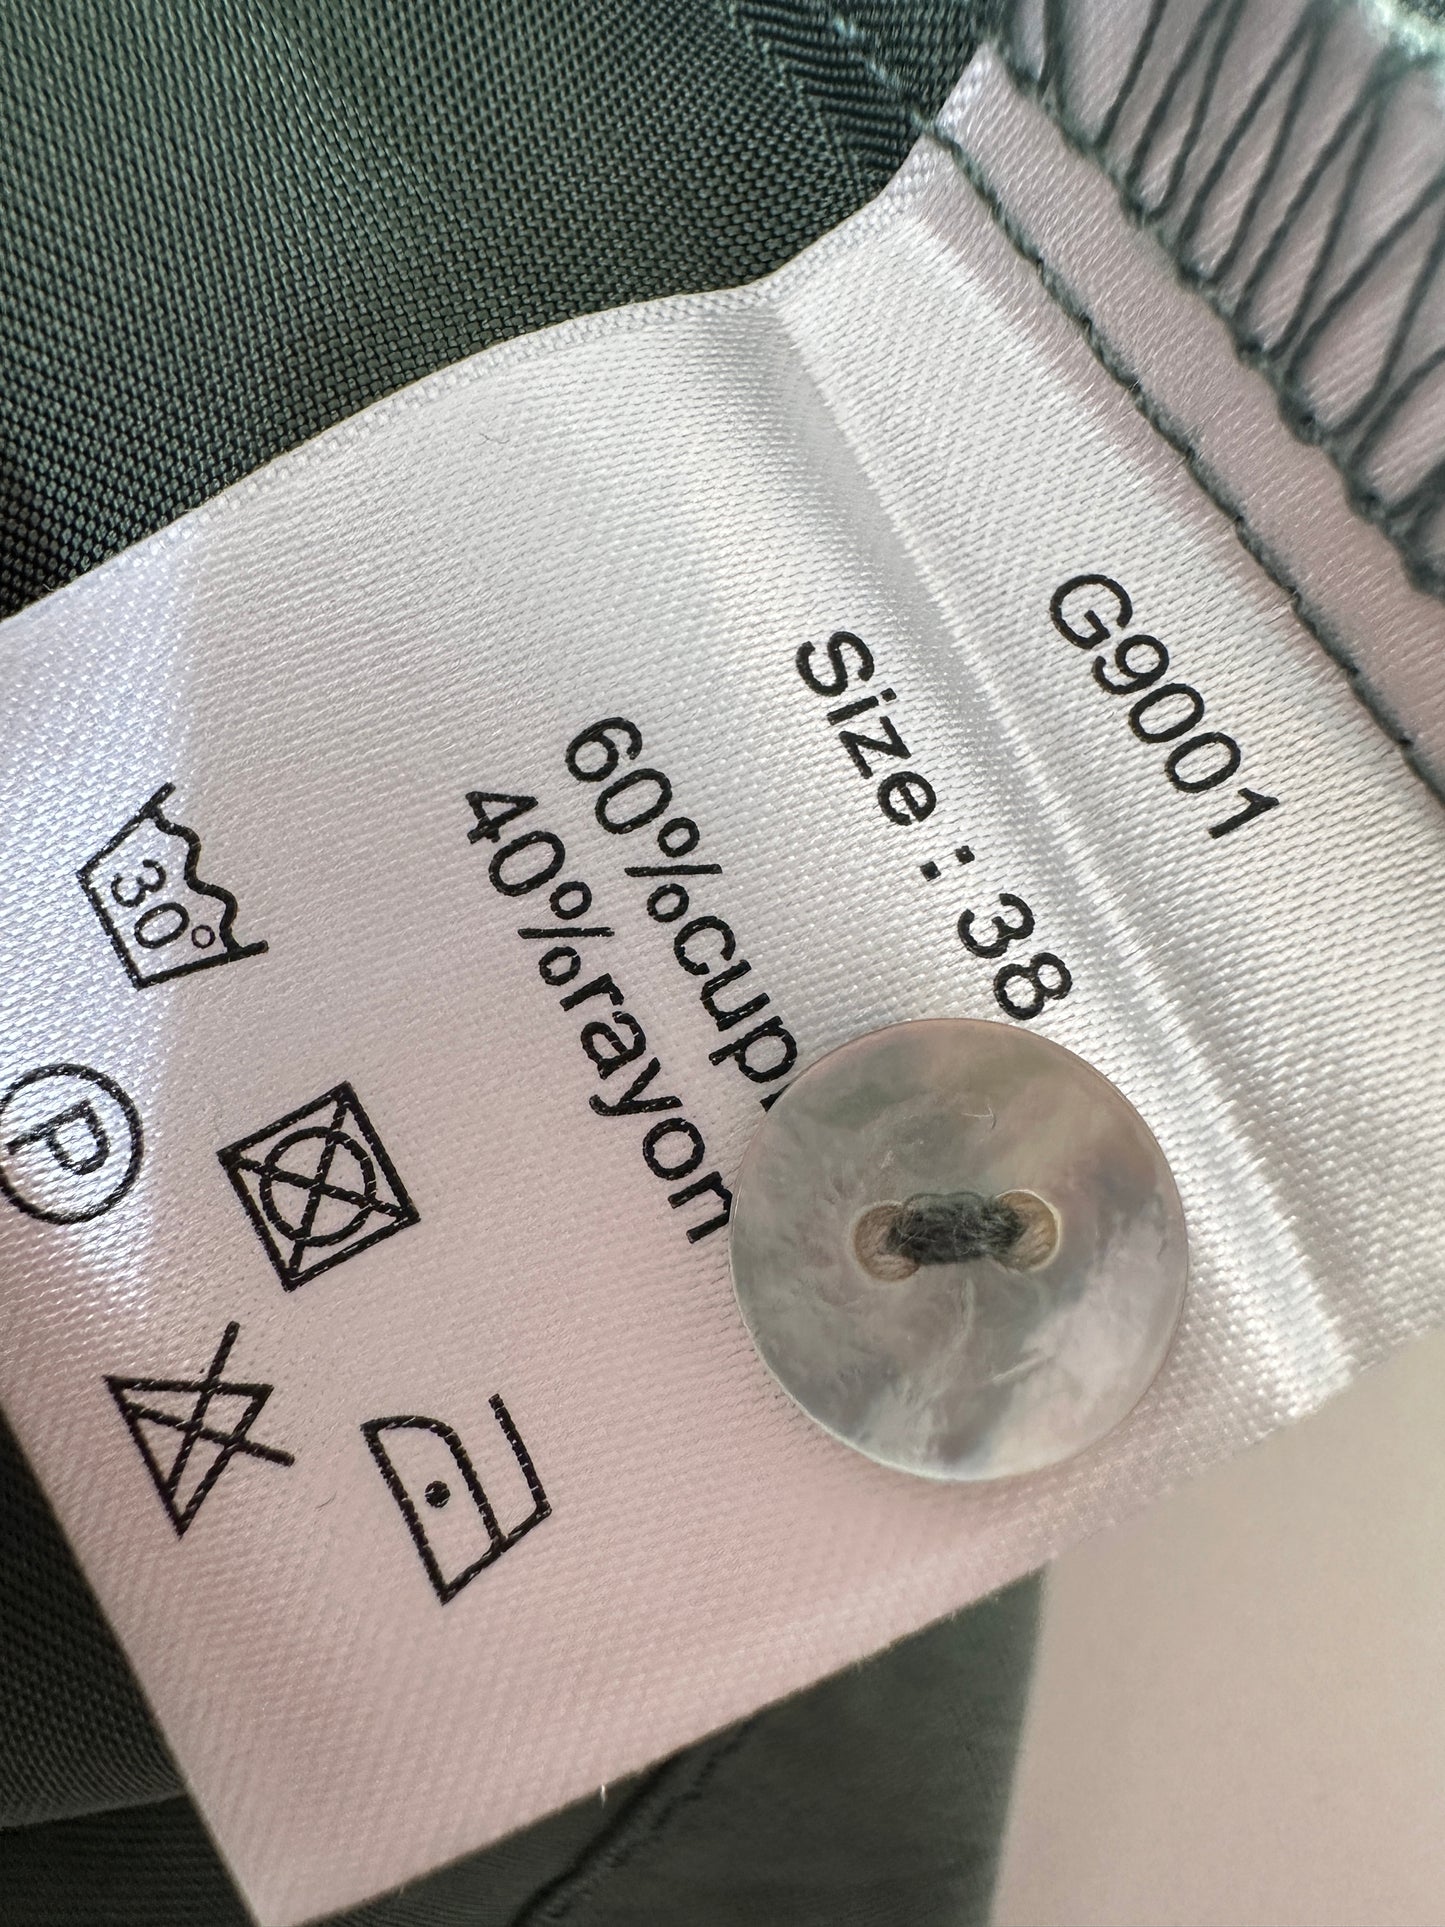 G9001
Size : 38
60%cup
40%rayon
30°
P